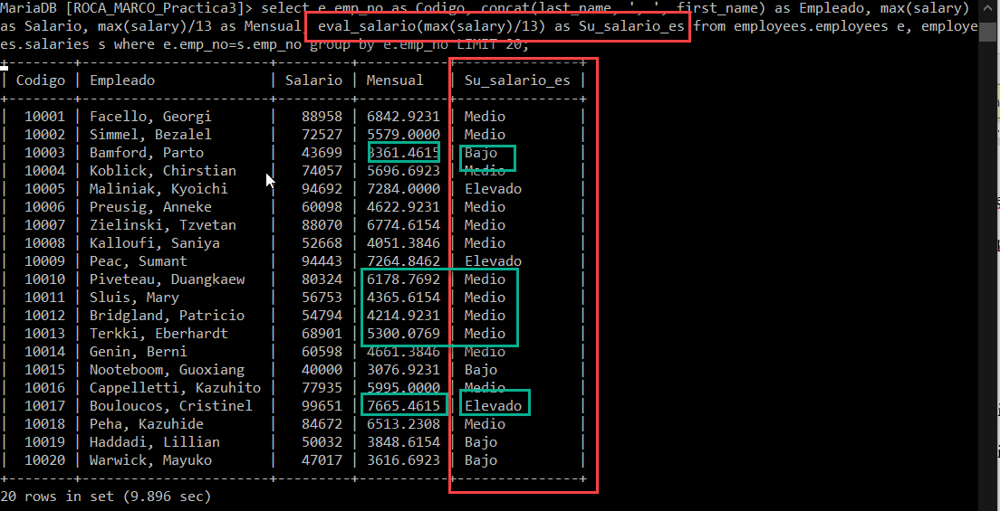 MariaDB [ROCA_MARCO_Practica3]> select e.emp_no as Codigo, concat(last_name, ', ', first_name) as Empleado, max(salary)
as Salario, max(salary)/13 as Mensual, eval_salario(max(salary)/13) as Su_salario_es from employees.employees e, employe
es.salaries s where e.emp_no=s.emp_no group by e.emp_no LIMIT 20;
+--------+-----------------------+---------+-----------+---------------+
| Codigo | Empleado | Salario | Mensual | Su_salario_es |
+--------+-----------------------+---------+-----------+---------------+
| 10001 | Facello, Georgi | 88958 | 6842.9231 | Medio |
| 10002 | Simmel, Bezalel | 72527 | 5579.0000 | Medio |
| 10003 | Bamford, Parto | 43699 | 3361.4615 | Bajo |
| 10004 | Koblick, Chirstian | 74057 | 5696.6923 | Medio |
| 10005 | Maliniak, Kyoichi | 94692 | 7284.0000 | Elevado |
| 10006 | Preusig, Anneke | 60098 | 4622.9231 | Medio |
| 10007 | Zielinski, Tzvetan | 88070 | 6774.6154 | Medio |
| 10008 | Kalloufi, Saniya | 52668 | 4051.3846 | Medio |
| 10009 | Peac, Sumant | 94443 | 7264.8462 | Elevado |
| 10010 | Piveteau, Duangkaew | 80324 | 6178.7692 | Medio |
| 10011 | Sluis, Mary | 56753 | 4365.6154 | Medio |
| 10012 | Bridgland, Patricio | 54794 | 4214.9231 | Medio |
| 10013 | Terkki, Eberhardt | 68901 | 5300.0769 | Medio |
| 10014 | Genin, Berni | 60598 | 4661.3846 | Medio |
| 10015 | Nooteboom, Guoxiang | 40000 | 3076.9231 | Bajo |
| 10016 | Cappelletti, Kazuhito | 77935 | 5995.0000 | Medio |
| 10017 | Bouloucos, Cristinel | 99651 | 7665.4615 | Elevado |
| 10018 | Peha, Kazuhide | 84672 | 6513.2308 | Medio |
| 10019 | Haddadi, Lillian | 50032 | 3848.6154 | Bajo |
| 10020 | Warwick, Mayuko | 47017 | 3616.6923 | Bajo |
+--------+-----------------------+---------+-----------+---------------+
20 rows in set (9.896 sec)